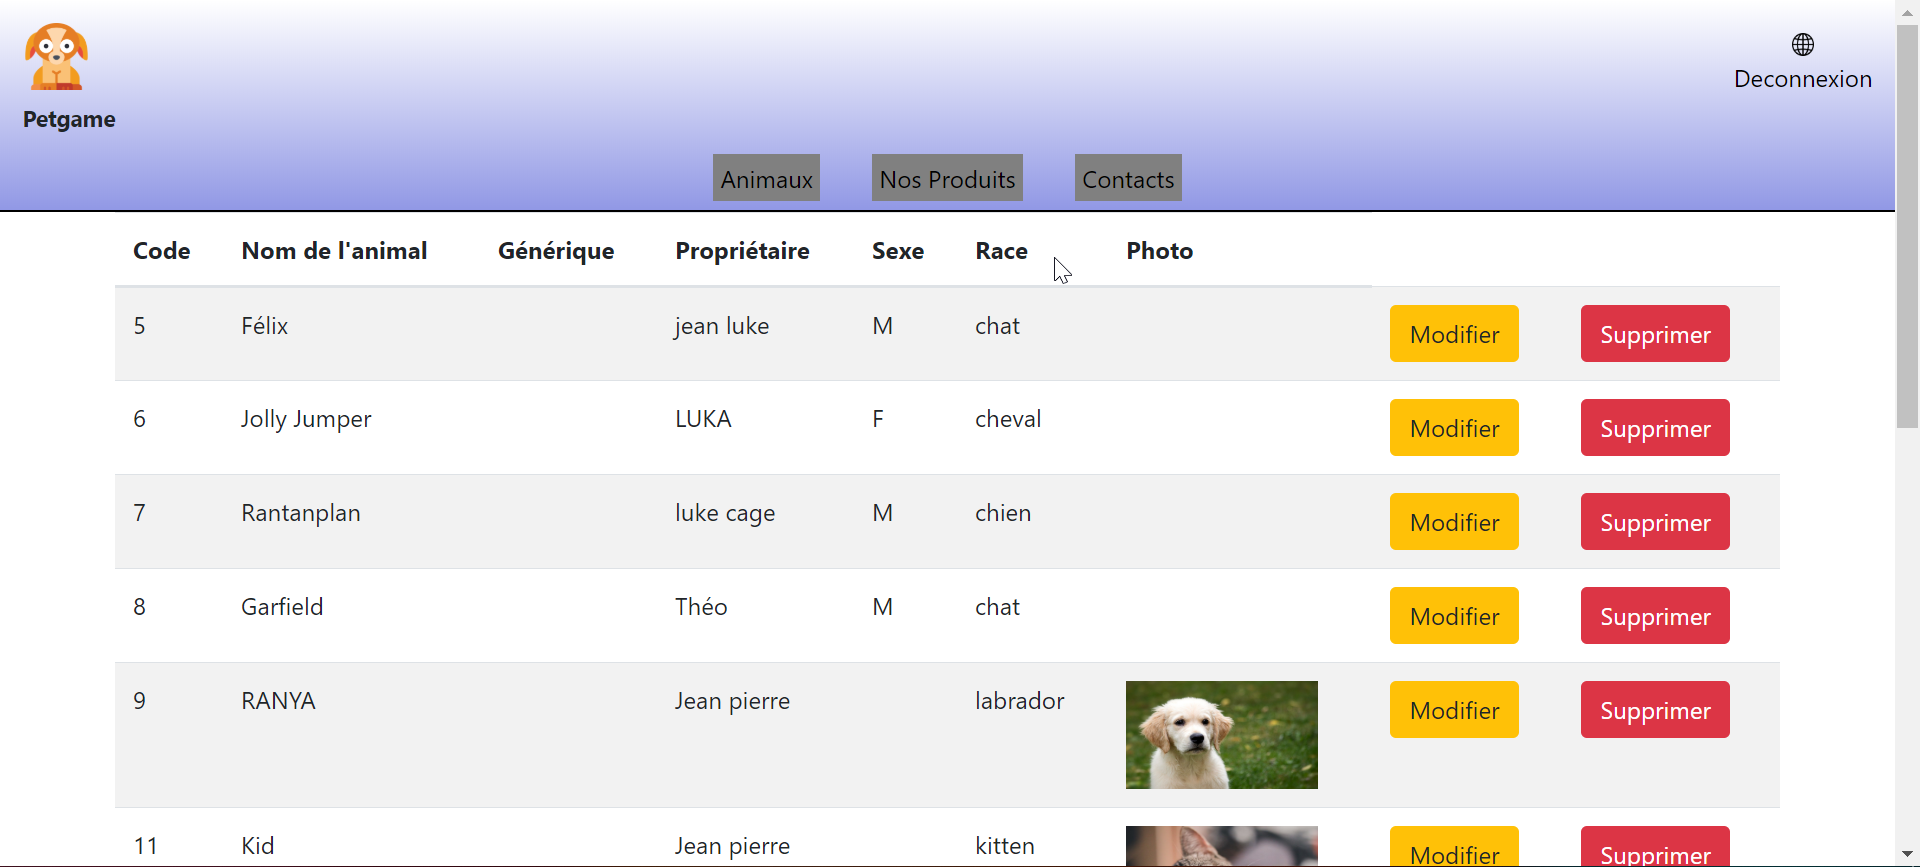 Deconnexion
Petgame
Animaux Nos Produits Contacts
Code Nom de l'animal Générique Propriétaire Sexe Race Photo
5 Félix jean luke M chat Modifier Supprimer
6 Jolly Jumper LUKA F cheval Modifier Supprimer
7 Rantanplan luke cage M chien Modifier Supprimer
8 Garfield Théo M chat Modifier Supprimer
9 RANYA Jean pierre labrador Modifier Supprimer
11 Kid Jean pierre kitten Modifier Supprimer